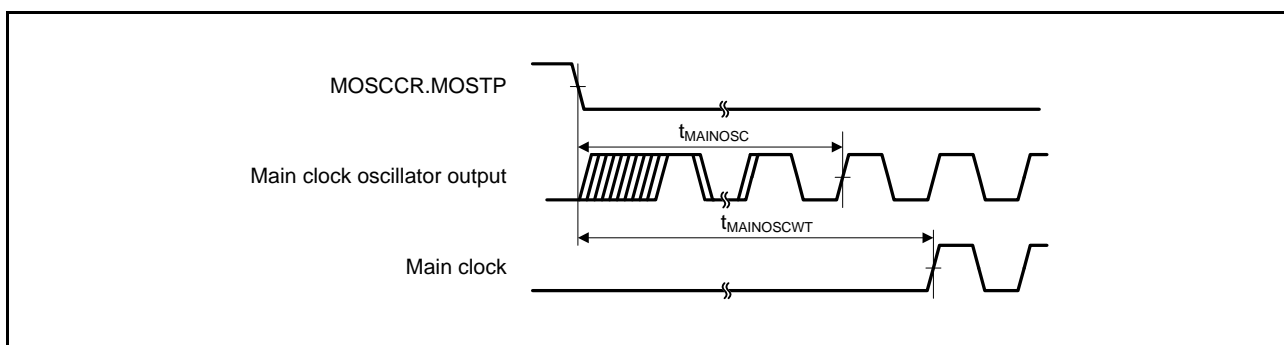 MOSCCR.MOSTP
tMAINOSC
Main clock oscillator output
tMAINOSCWT
Main clock